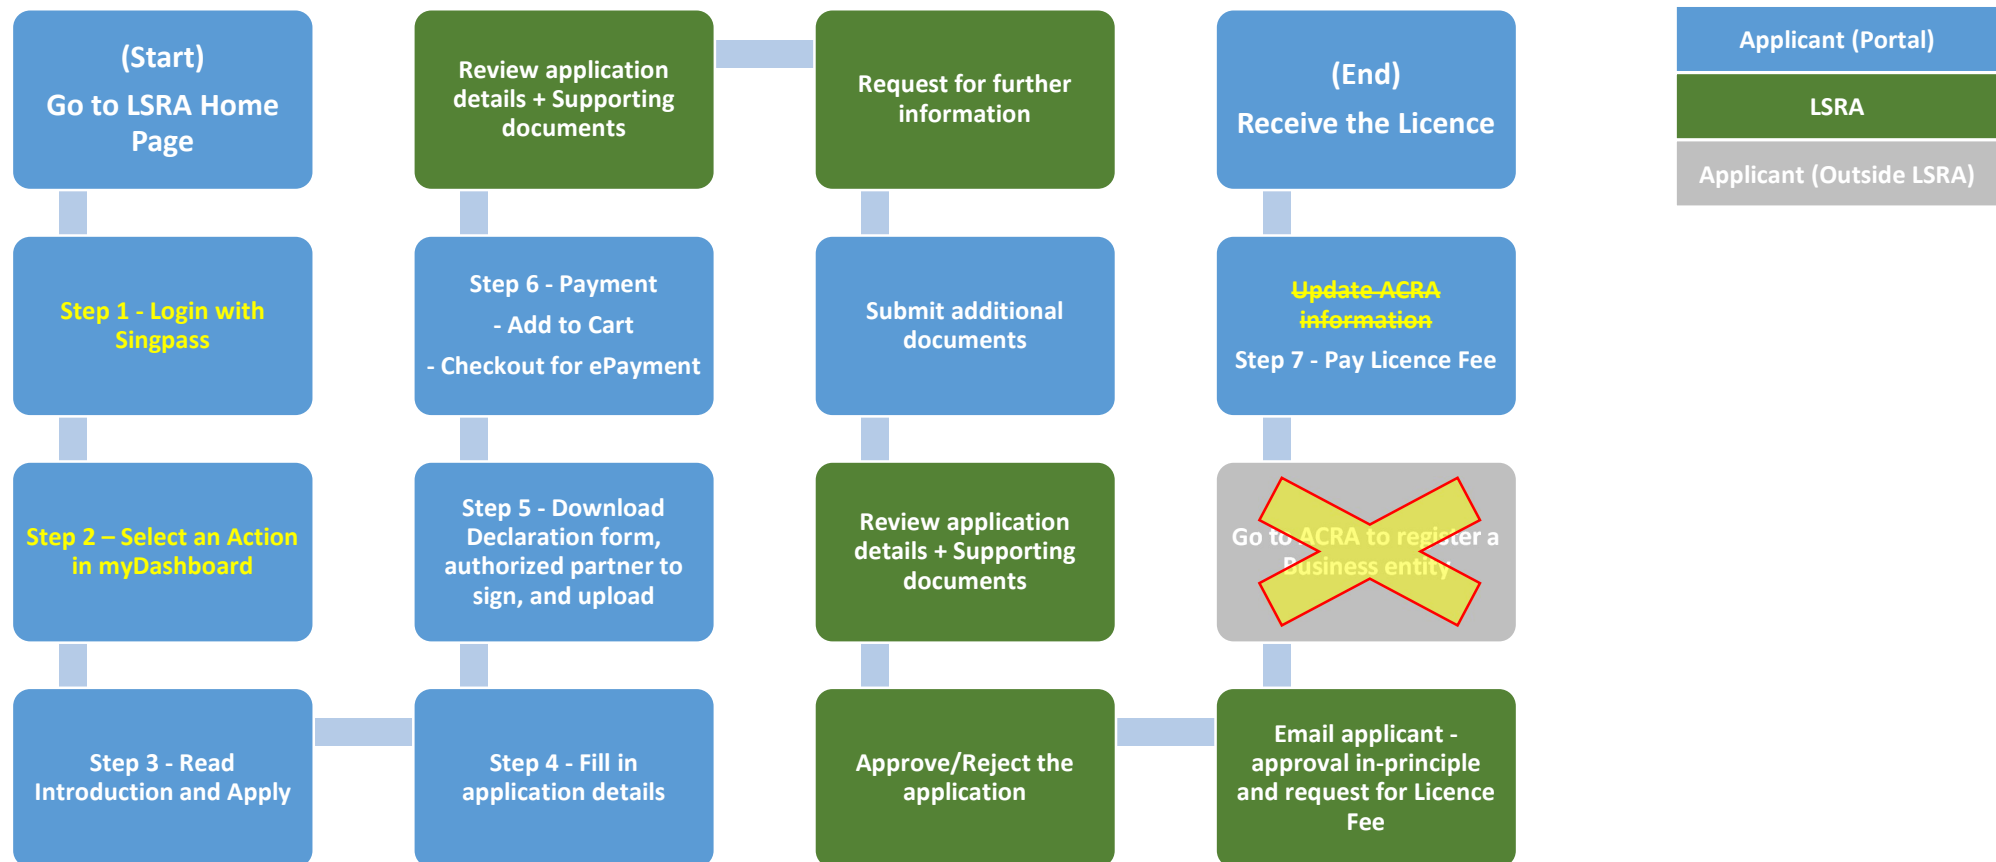 (Start)
Go to LSRA Home
Page
Step 1 - Login with
Singpass
Step 2 – Select an Action
in myDashboard
Step 3 - Read
Introduction and Apply
Step 4 - Fill in
application details
Step 5 - Download
Declaration form,
authorized partner to
sign, and upload
Step 6 - Payment
- Add to Cart
- Checkout for ePayment
Review application
details + Supporting
documents
Request for further
information
Submit additional
documents
Review application
details + Supporting
documents
Approve/Reject the
application
Email applicant -
approval in-principle
and request for Licence
Fee
Go to ACRA to register a
Business entity
Update ACRA
information
Step 7 - Pay Licence Fee
(End)
Receive the Licence
Applicant (Portal)
LSRA
Applicant (Outside LSRA)